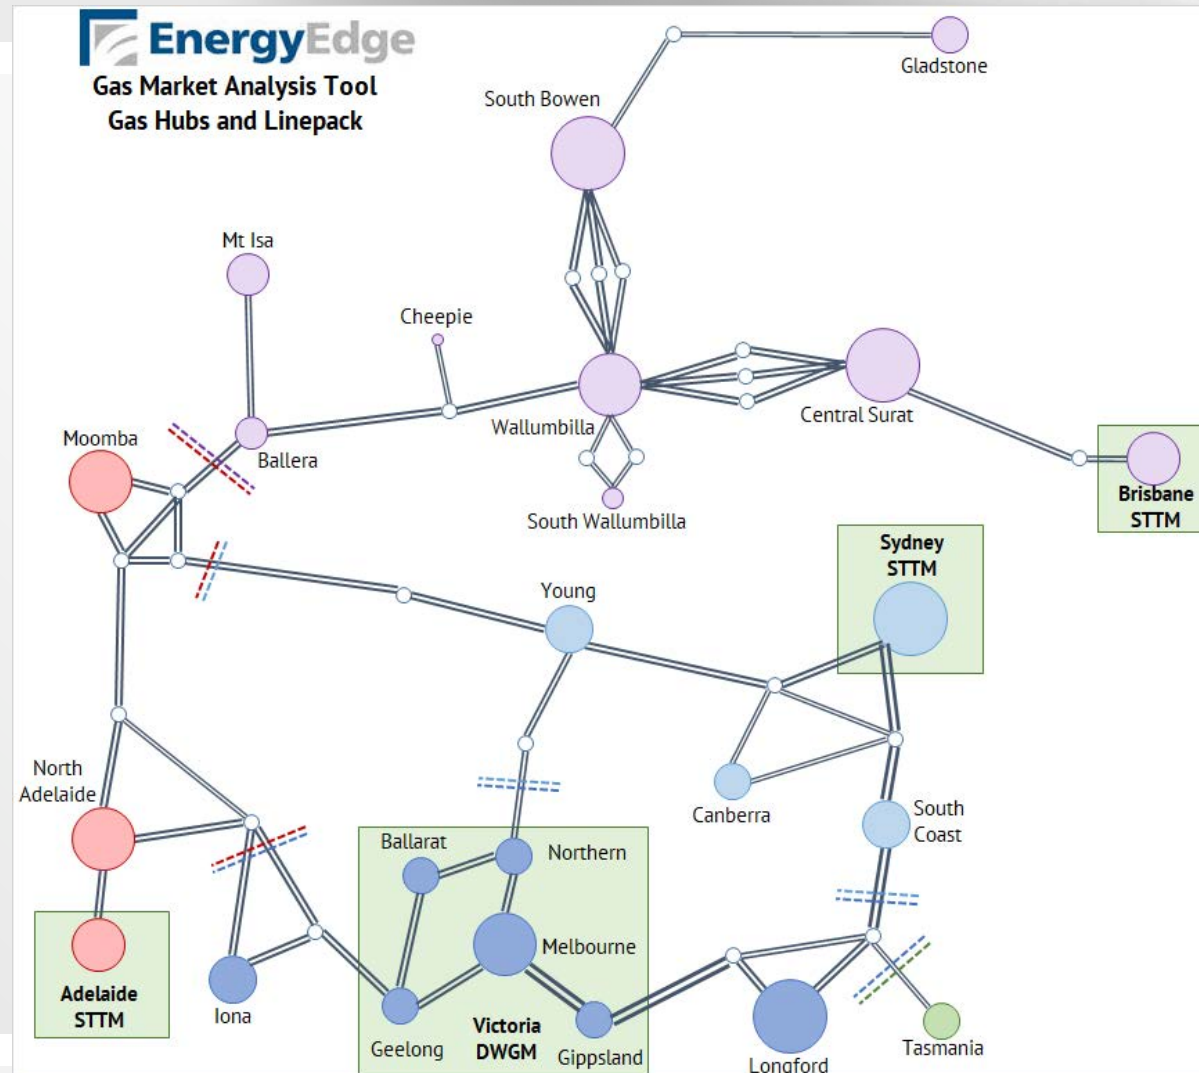 EnergyEdge
Gas Market Analysis Tool
Gas Hubs and Linepack
Gladstone
South Bowen
Mt Isa
Cheepie
Wallumbilla
Central Surat
Moomba
Ballera
Brisbane
STTM
South Wallumbilla
Sydney
STTM
Young
North
Adelaide
Canberra
South
Coast
Ballarat
Northern
Melbourne
Adelaide
STTM
Iona
Geelong
Victoria
DWGM
Gippsland
Longford
Tasmania